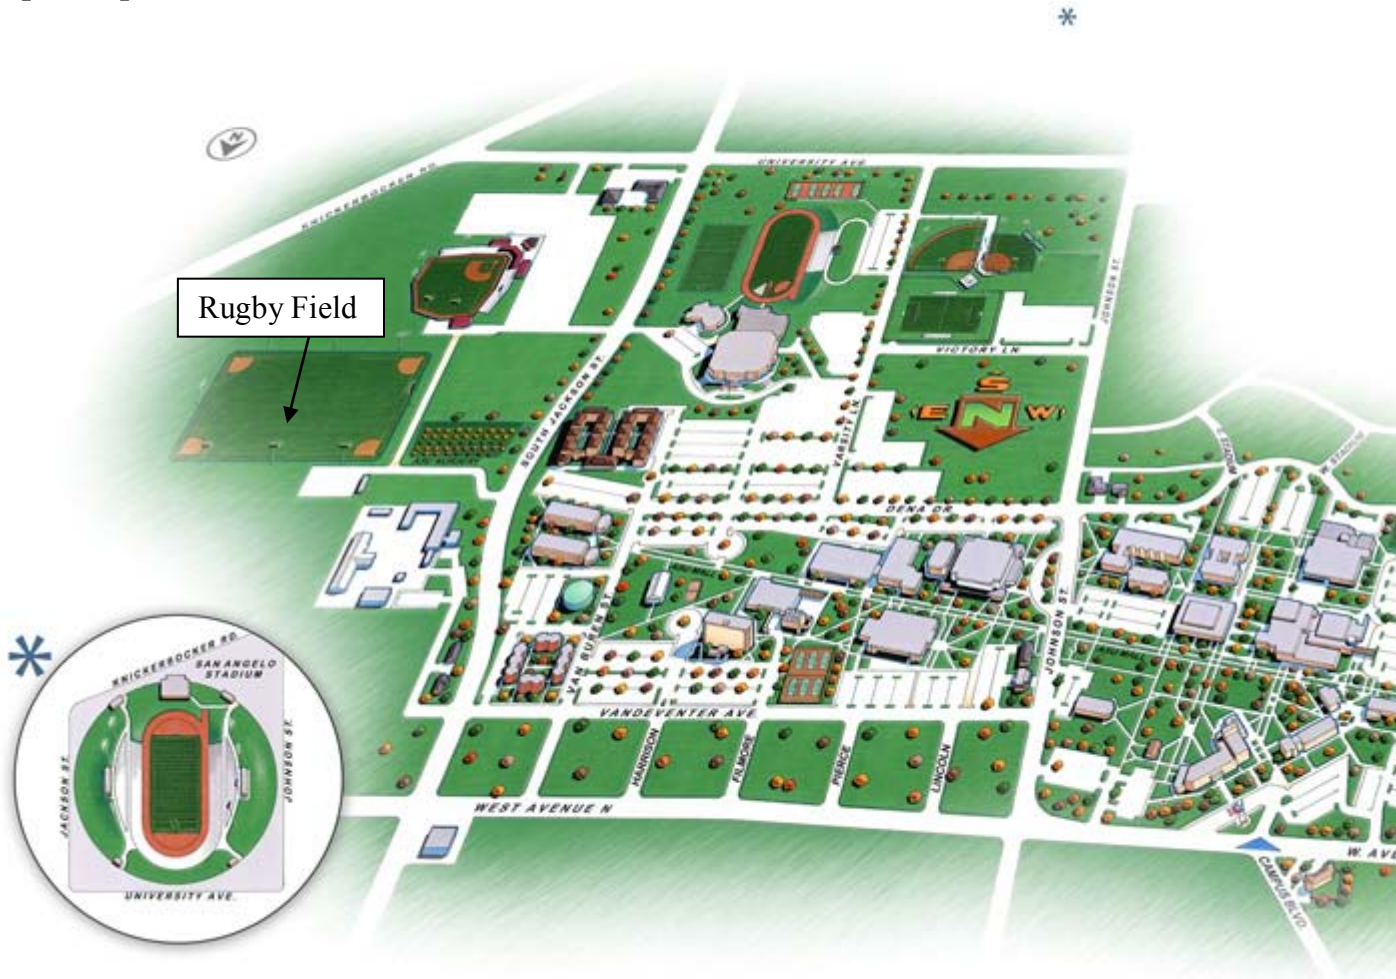 *
N
KNICKERBOCKER RD.
UNIVERSITY AVE
Rugby Field
JOHNSON ST.
VICTORY LN
S
E N W
SOUTH JACKSON ST.
VARSITY LN
E STADIUM
W. STADIUM
DENA DR.
VAN BUREN ST.
JOHNSON ST.
*
KNICKERBOCKER RD.
SAN ANGELO
STADIUM
JACKSON ST.
JOHNSON ST.
UNIVERSITY AVE.
VANDEVENTER AVE
HARRISON
FILMORE
PIERCE
LINCOLN
WEST AVENUE N
W. AVE
CAMPUS BLVD.